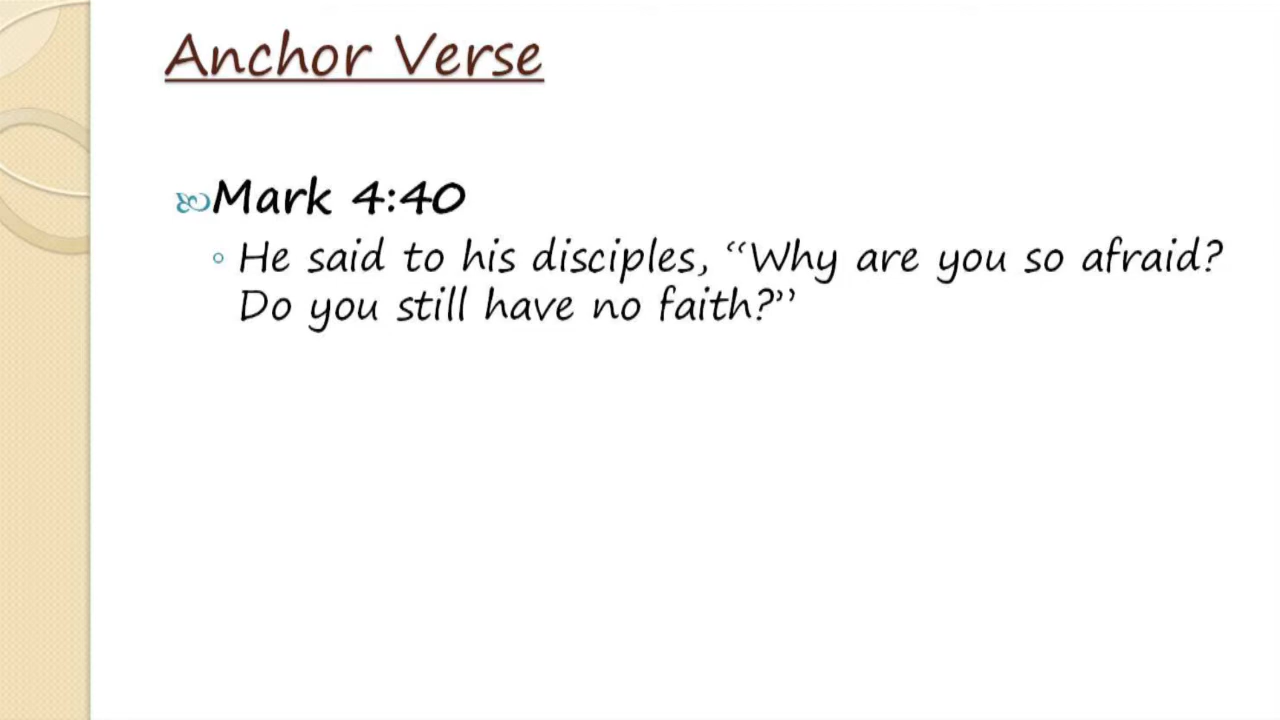 Anchor Verse
Mark 4:40
He said to his disciples, “Why are you so afraid?
Do you still have no faith?”